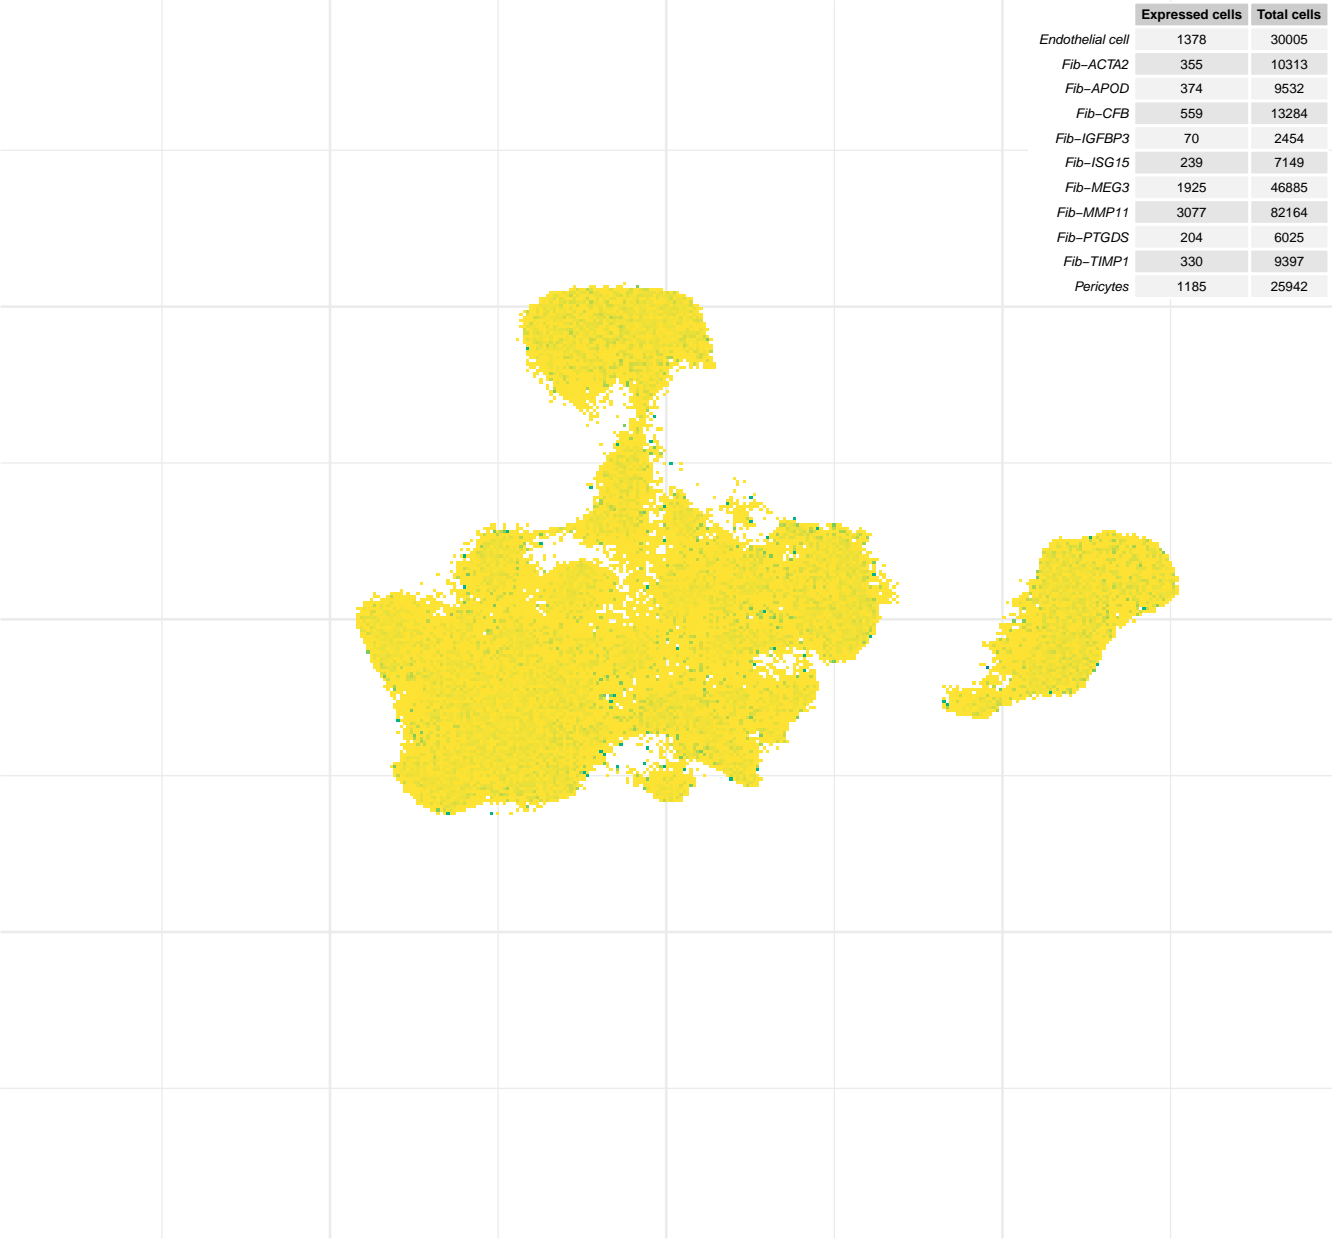 Expressed cells Total cells
Endothelial cell 1378 30005
Fib−ACTA2 355 10313
Fib−APOD 374 9532
Fib−CFB 559 13284
Fib−IGFBP3 70 2454
Fib−ISG15 239 7149
Fib−MEG3 1925 46885
Fib−MMP11 3077 82164
Fib−PTGDS 204 6025
Fib−TIMP1 330 9397
Pericytes 1185 25942